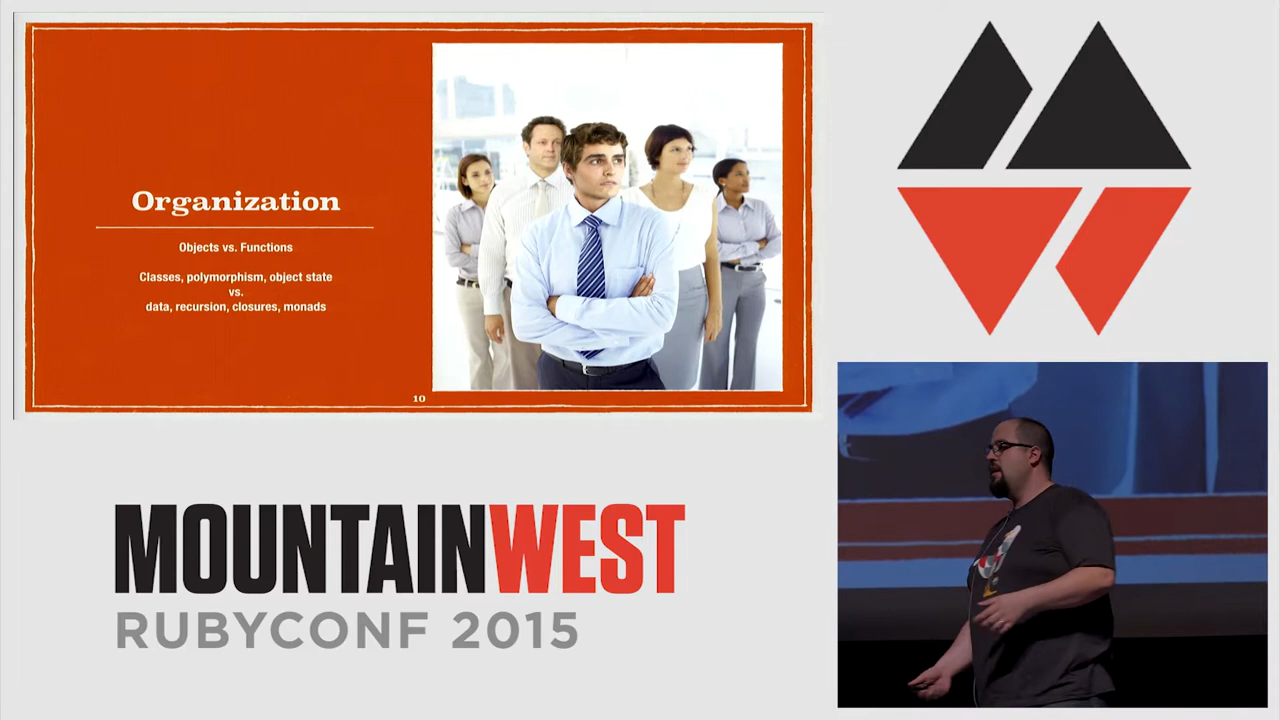 Organization
Objects vs. Functions
Classes, polymorphism, object state
vs.
data, recursion, closures, monads
10
MOUNTAINWEST
RUBYCONF 2015